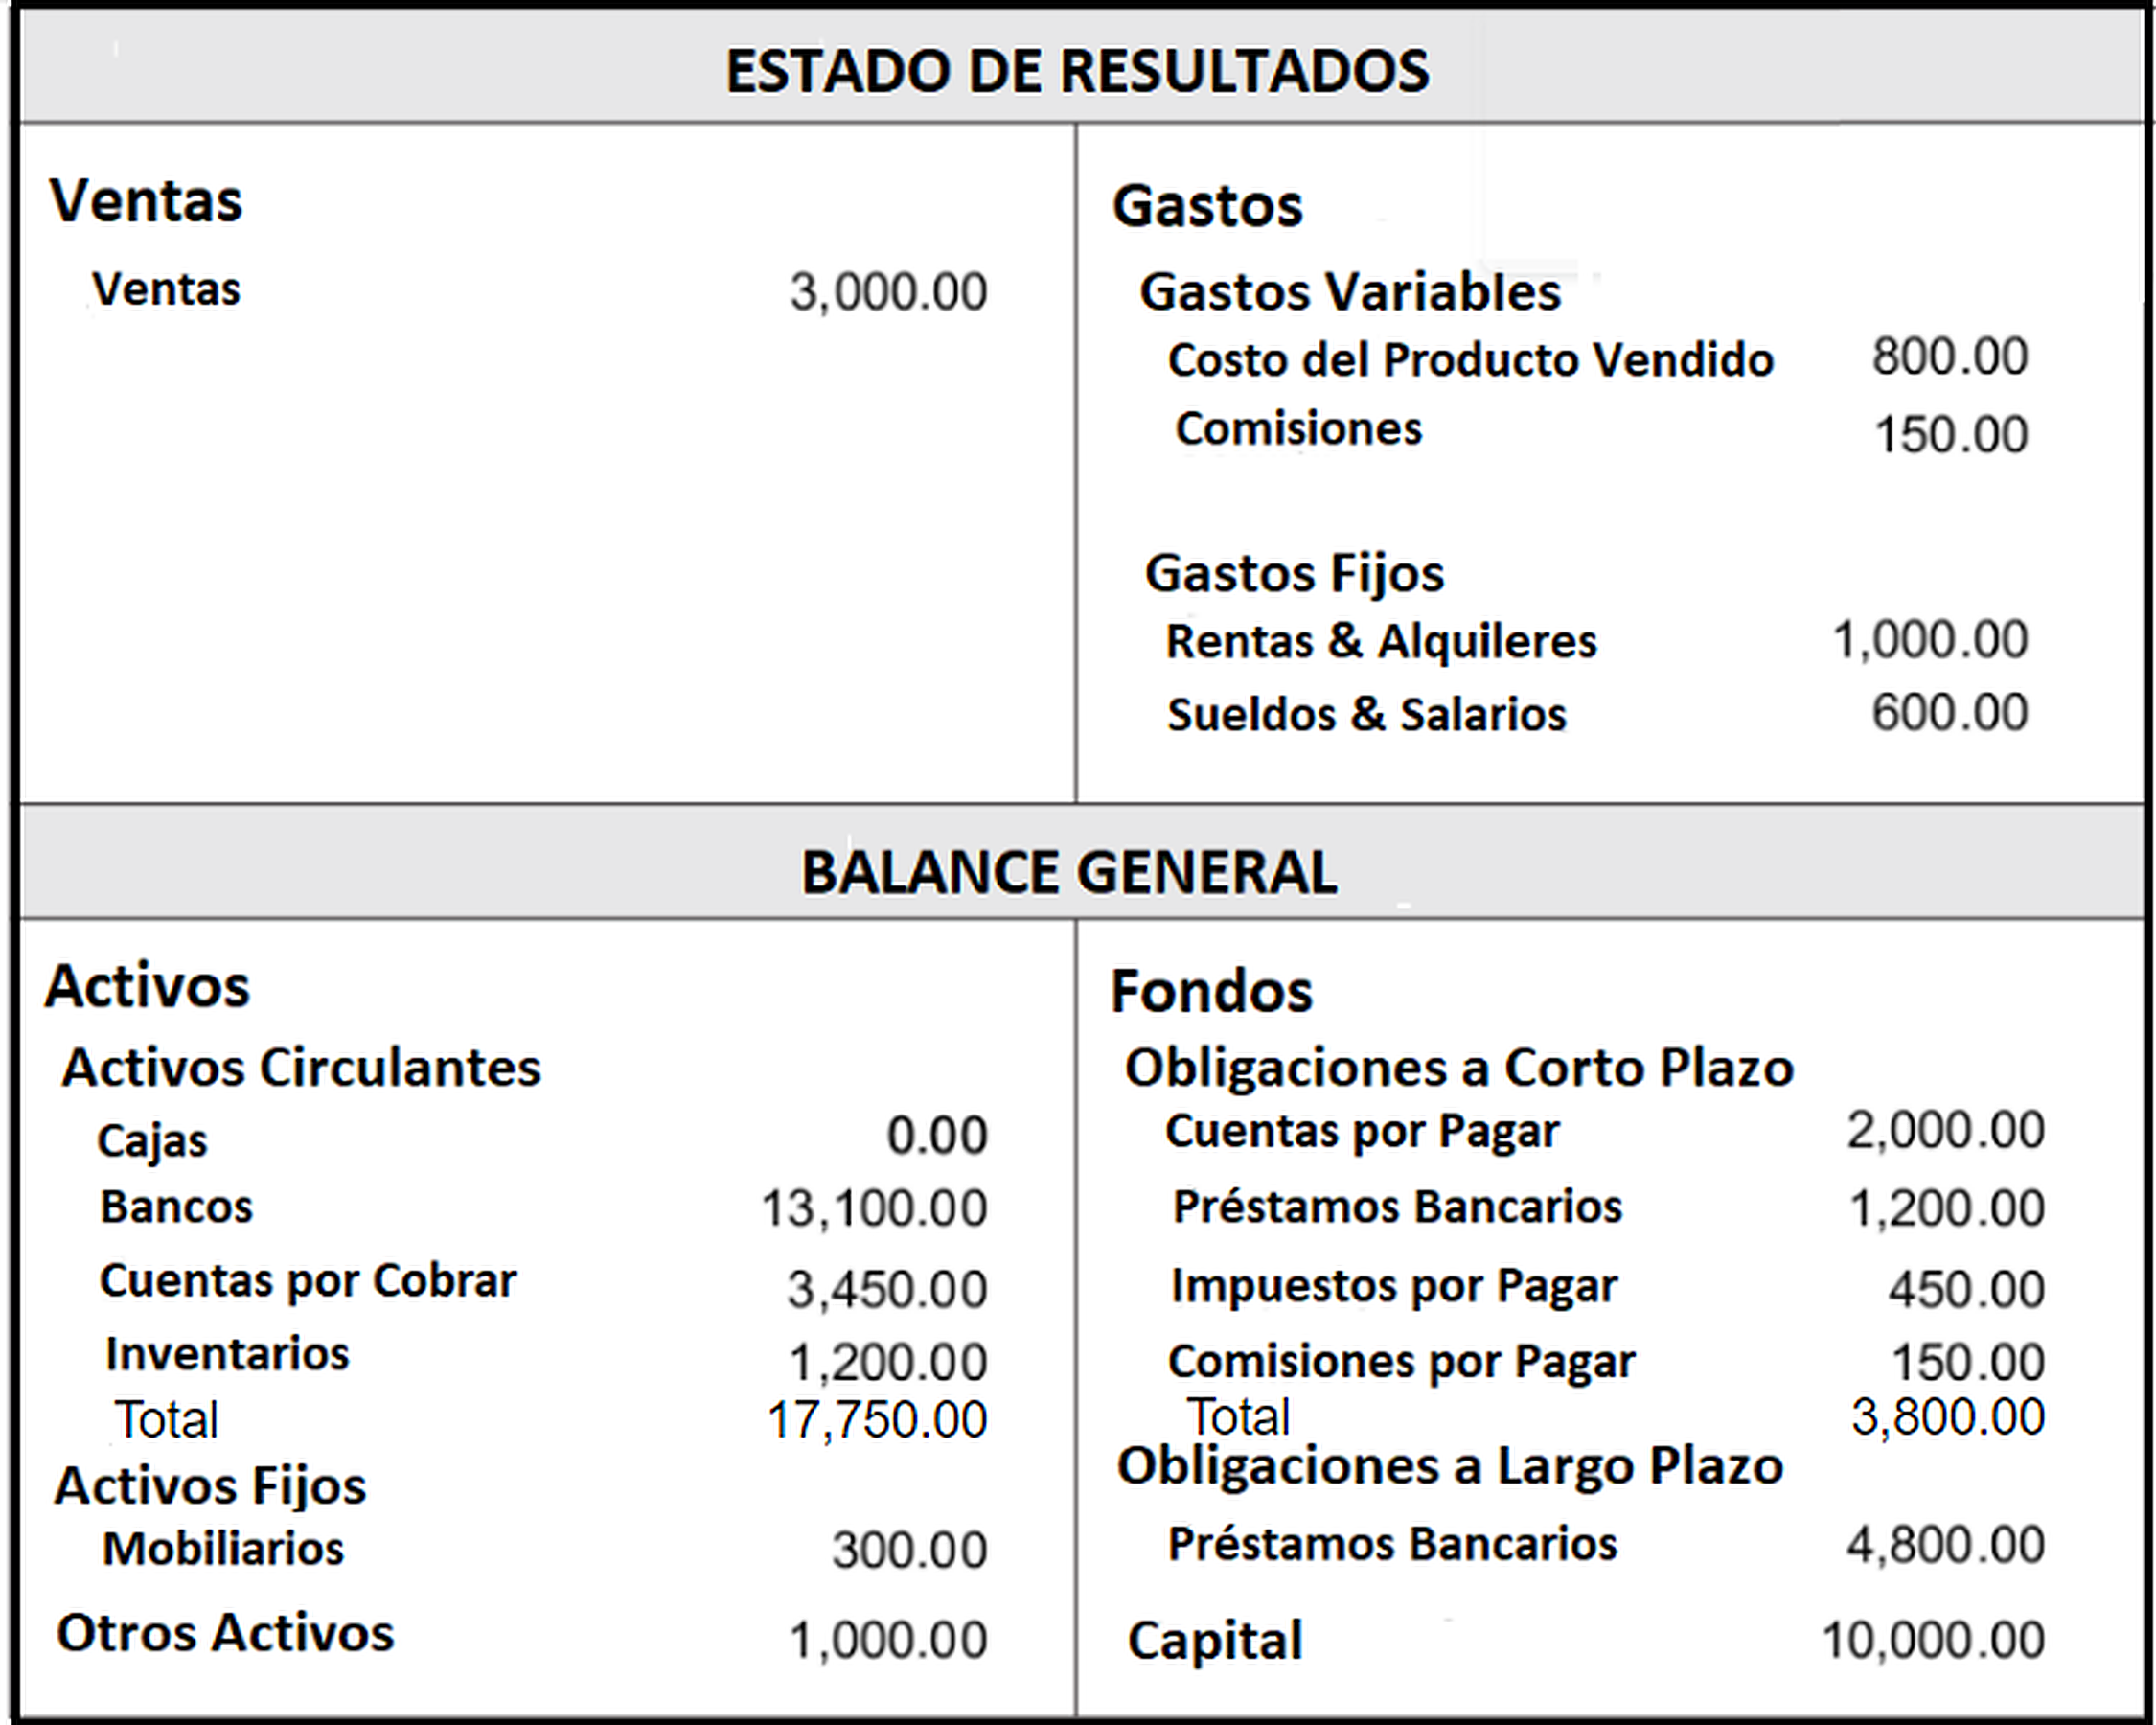 ESTADO DE RESULTADOS
Ventas
Ventas 3,000.00
Gastos
Gastos Variables
Costo del Producto Vendido 800.00
Comisiones 150.00
Gastos Fijos
Rentas & Alquileres 1,000.00
Sueldos & Salarios 600.00
BALANCE GENERAL
Activos
Activos Circulantes
Cajas 0.00
Bancos 13,100.00
Cuentas por Cobrar 3,450.00
Inventarios 1,200.00
Total 17,750.00
Activos Fijos
Mobiliarios 300.00
Otros Activos 1,000.00
Fondos
Obligaciones a Corto Plazo
Cuentas por Pagar 2,000.00
Préstamos Bancarios 1,200.00
Impuestos por Pagar 450.00
Comisiones por Pagar 150.00
Total 3,800.00
Obligaciones a Largo Plazo
Préstamos Bancarios 4,800.00
Capital 10,000.00